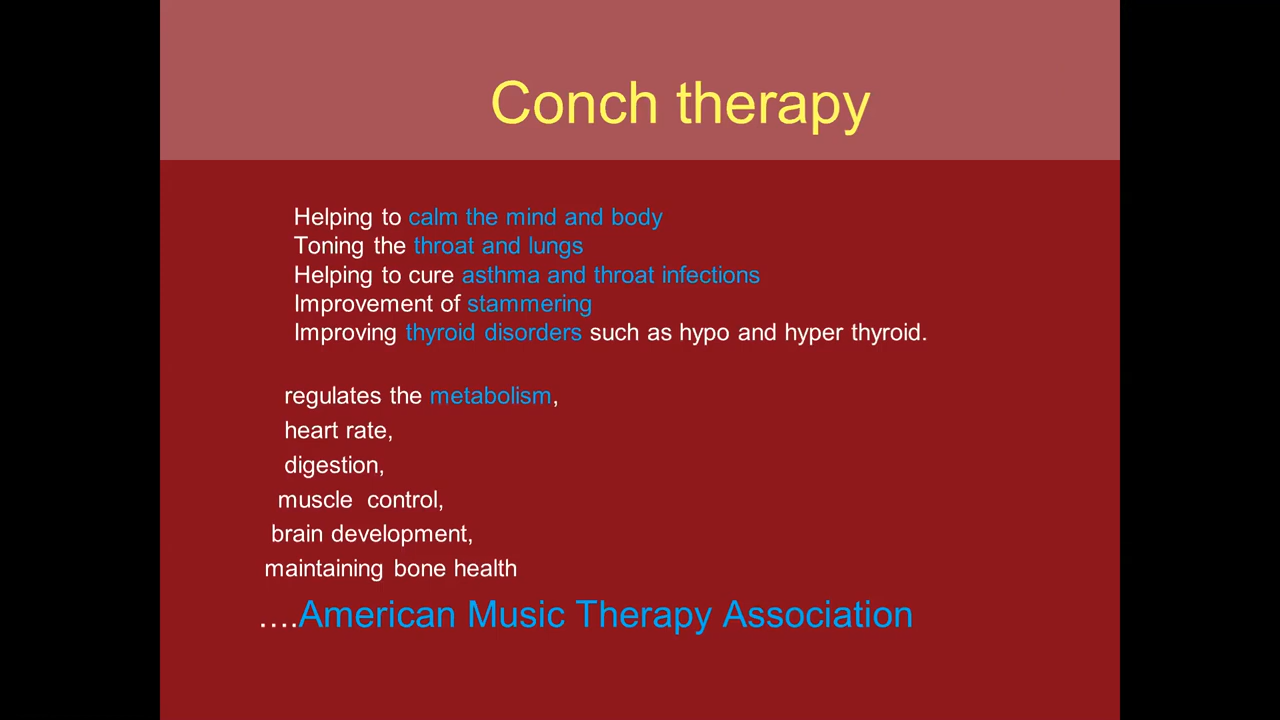 Conch therapy
Helping to calm the mind and body
Toning the throat and lungs
Helping to cure asthma and throat infections
Improvement of stammering
Improving thyroid disorders such as hypo and hyper thyroid.
regulates the metabolism,
heart rate,
digestion,
muscle control,
brain development,
maintaining bone health
….American Music Therapy Association